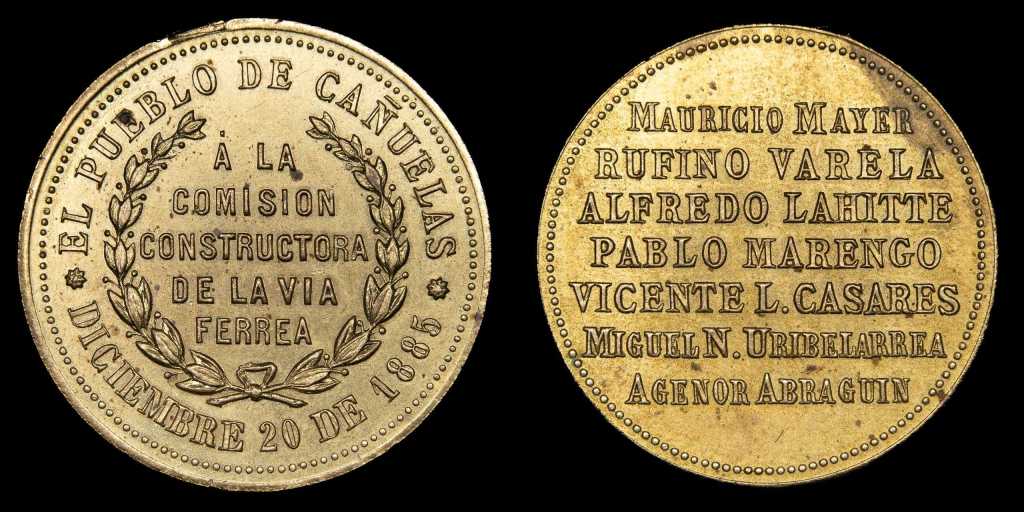 EL PUEBLO DE CAÑUELAS
Á LA
COMISION
CONSTRUCTORA
DE LA VIA
FERREA
DICIEMBRE 20 DE 1885
MAURICIO MAYER
RUFINO VARELA
ALFREDO LAHITTE
PABLO MARENGO
VICENTE L. CASARES
MIGUEL N. URIBELARREA
AGENOR ABRAGUIN